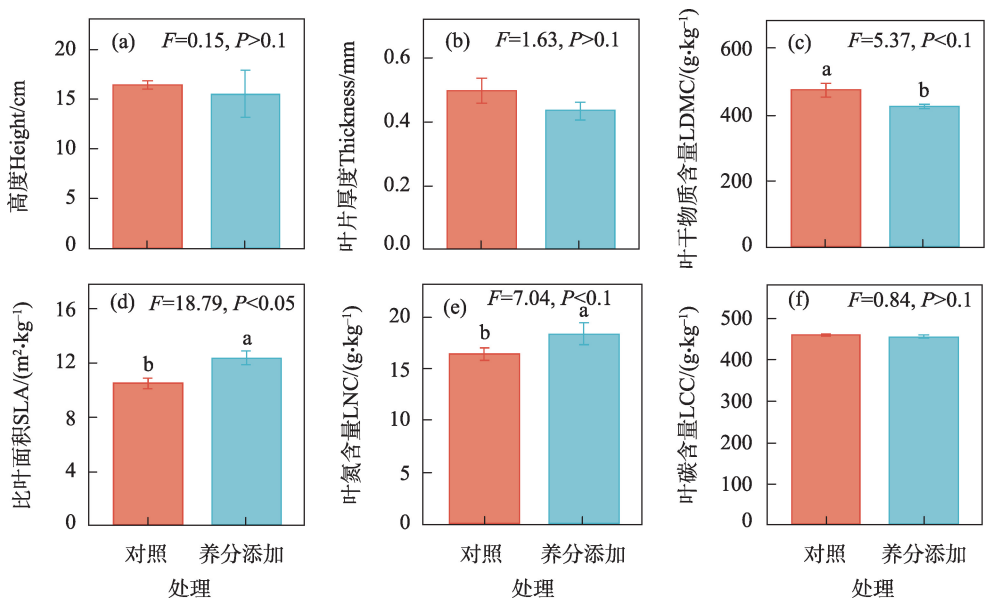 (a)
F=0.15, P>0.1
高度Height/cm
20
15
10
5
0
(b)
F=1.63, P>0.1
叶片厚度Thickness/mm
0.6
0.4
0.2
0.0
(c)
F=5.37, P<0.1
叶干物质含量LDMC/(g•kg⁻¹)
600
400
200
0
a
b
(d)
F=18.79, P<0.05
比叶面积SLA/(m²•kg⁻¹)
16
12
8
4
0
b
a
对照
养分添加
处理
(e)
F=7.04, P<0.1
叶氮含量LNC/(g•kg⁻¹)
20
15
10
5
0
b
a
对照
养分添加
处理
(f)
F=0.84, P>0.1
叶碳含量LCC/(g•kg⁻¹)
500
400
300
200
100
0
对照
养分添加
处理